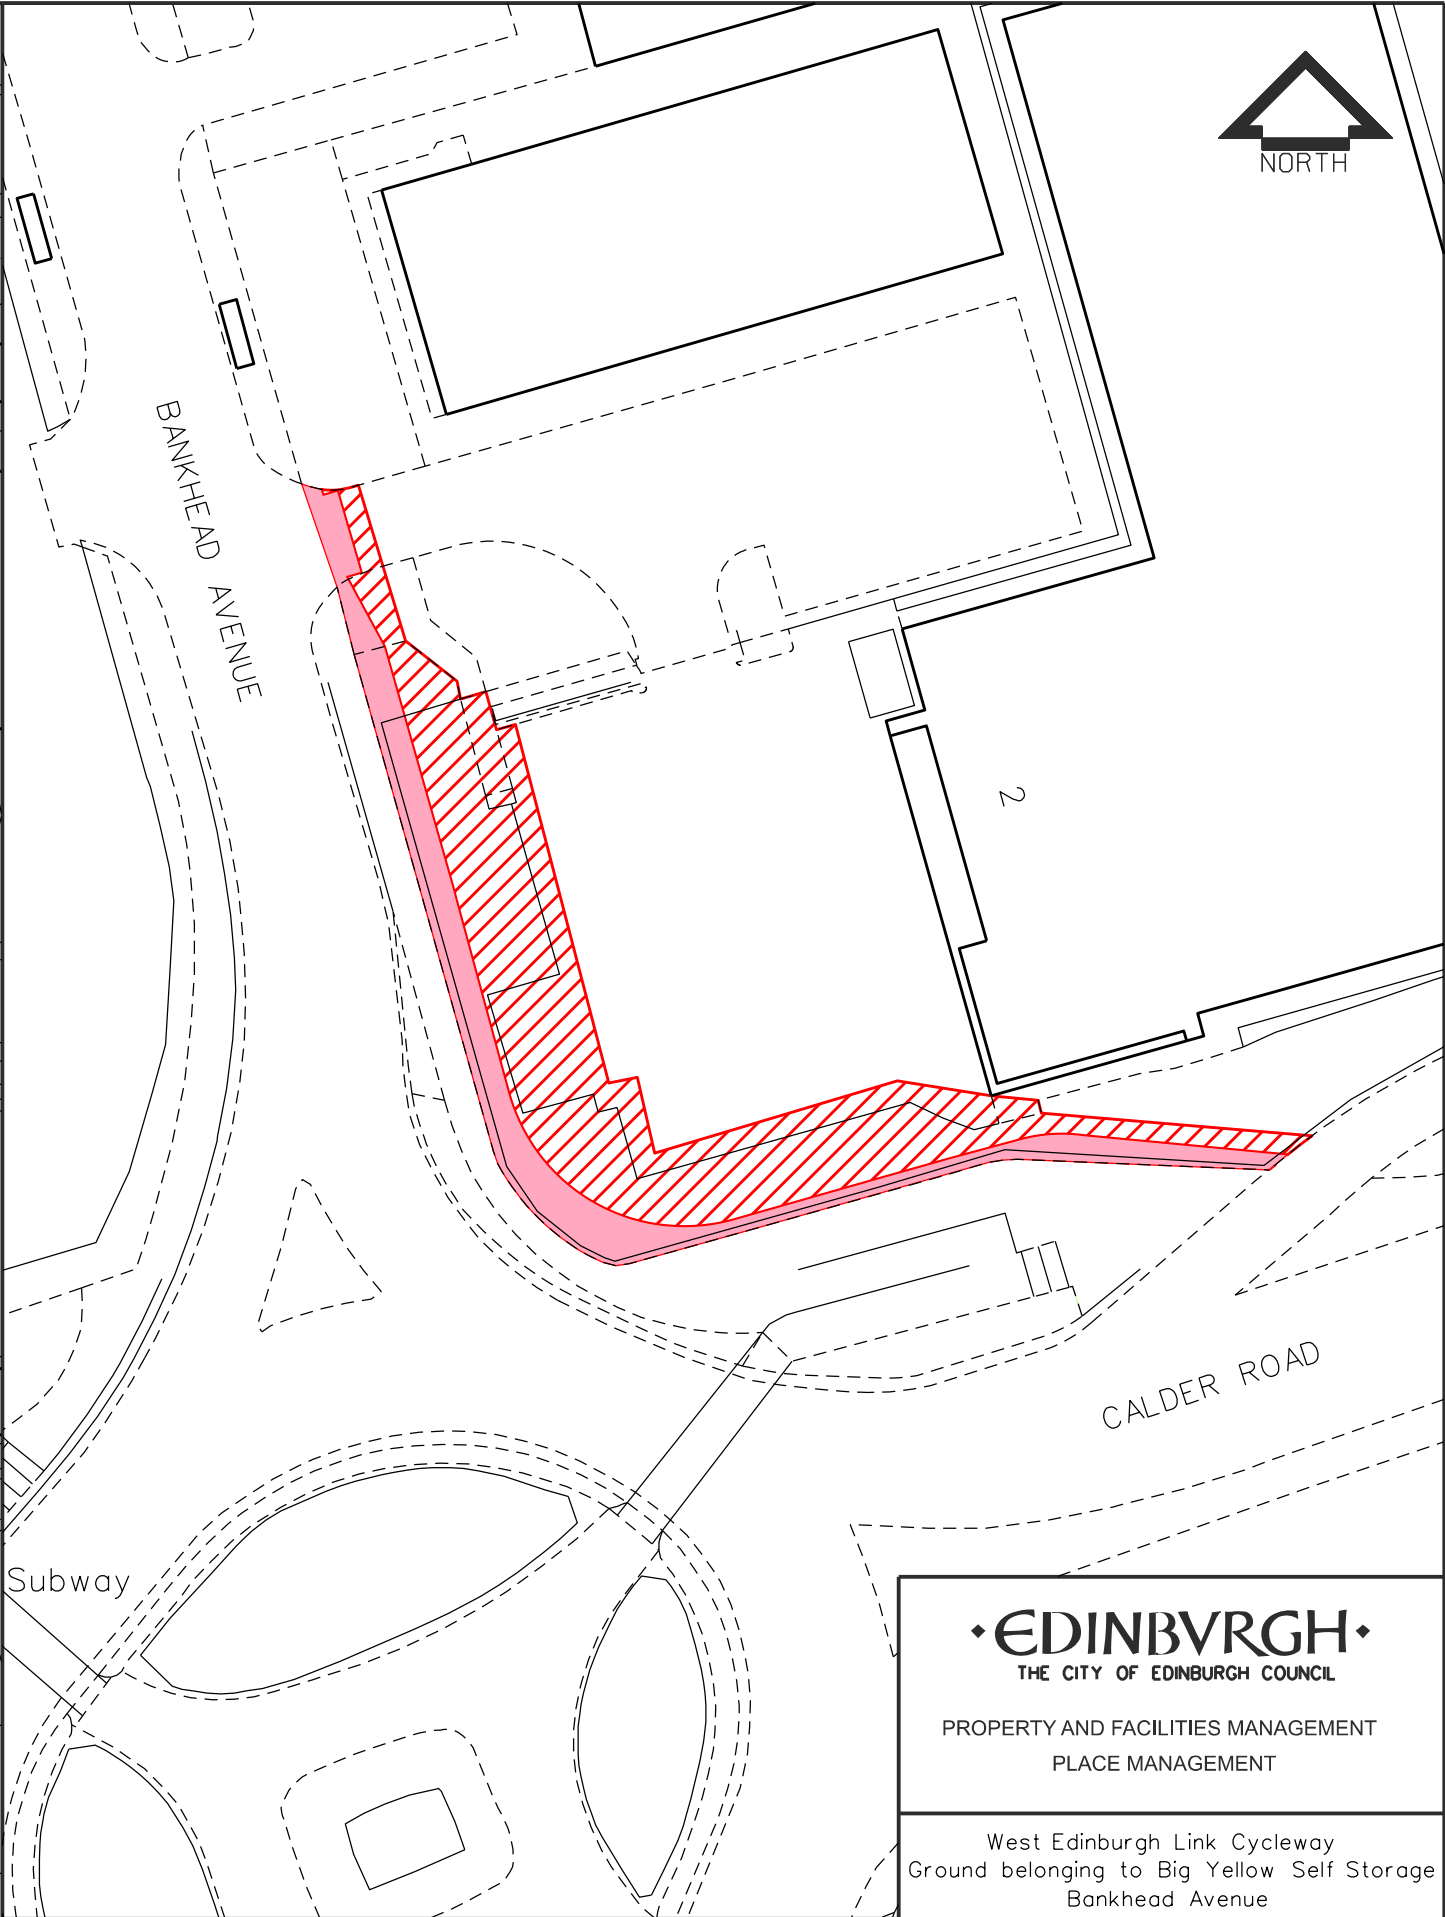 NORTH
BANKHEAD AVENUE
2
CALDER ROAD
Subway
EDINBVRGH
THE CITY OF EDINBURGH COUNCIL
PROPERTY AND FACILITIES MANAGEMENT
PLACE MANAGEMENT
West Edinburgh Link Cycleway
Ground belonging to Big Yellow Self Storage
Bankhead Avenue